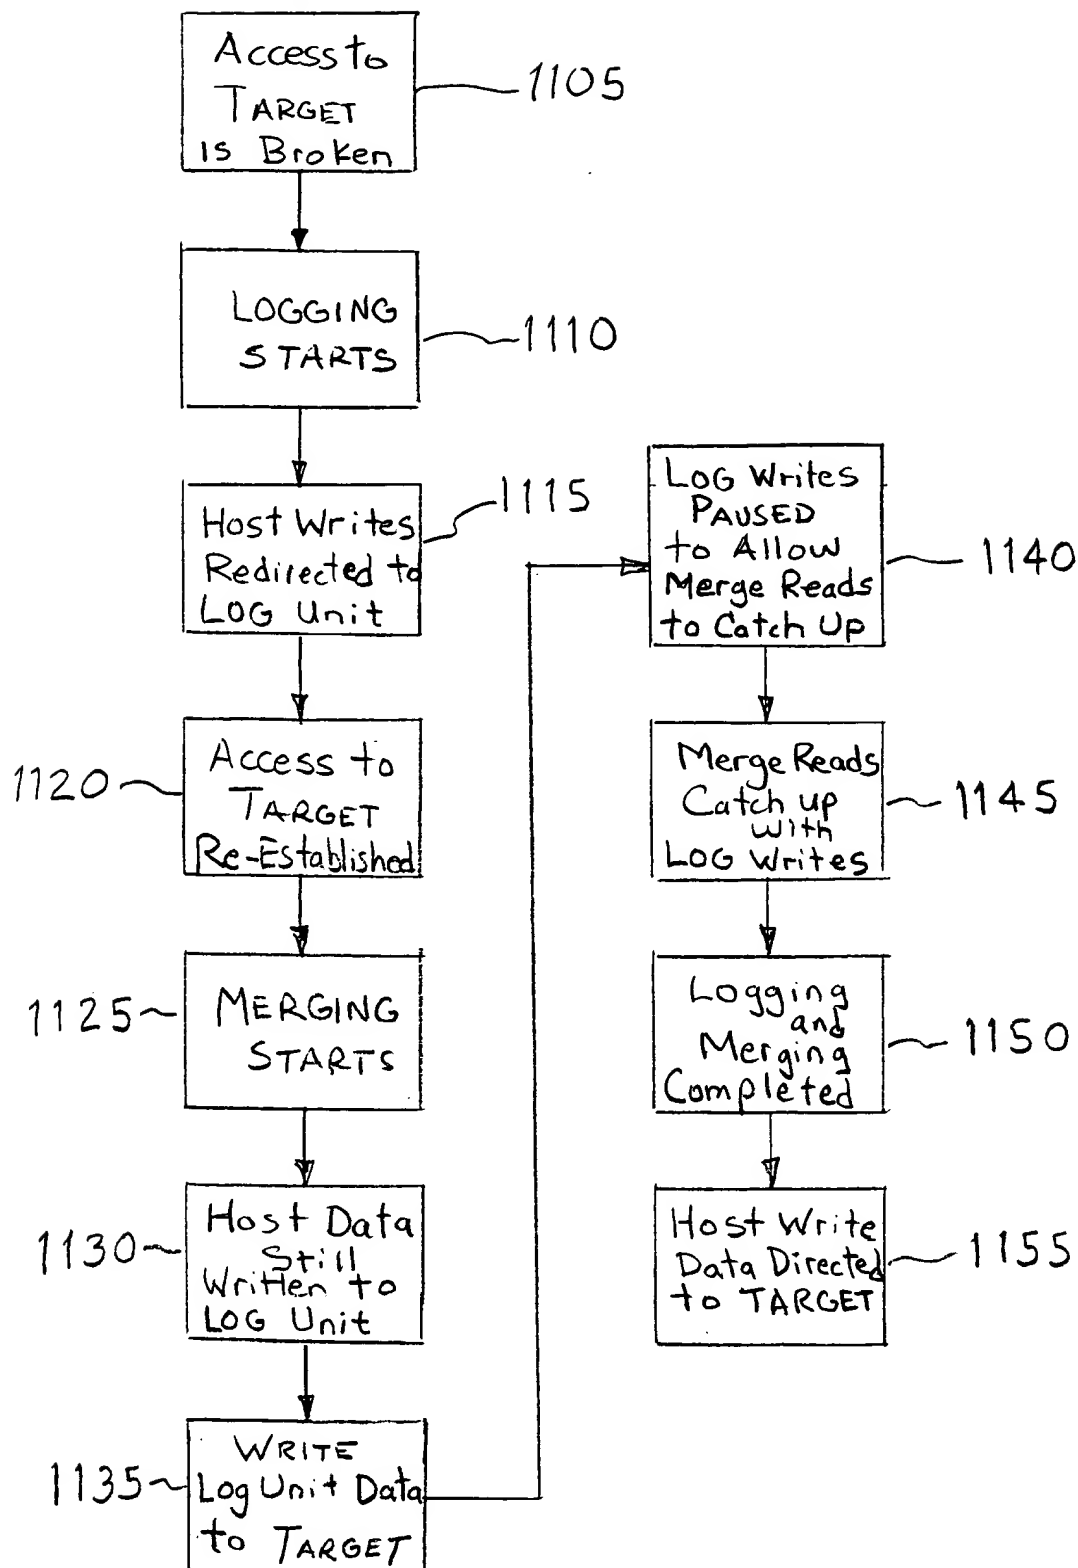 Access to
TARGET
is Broken
1105
LOGGING
STARTS
1110
Host Writes
Redirected to
LOG Unit
1115
Access to
TARGET
Re-Established
1120
MERGING
STARTS
1125
Host Data
Still
Written to
LOG Unit
1130
WRITE
Log Unit Data
to TARGET
1135
LOG Writes
PAUSED
to Allow
Merge Reads
to Catch Up
1140
Merge Reads
Catch up
with
LOG Writes
1145
Logging
and
Merging
Completed
1150
Host Write
Data Directed
to TARGET
1155